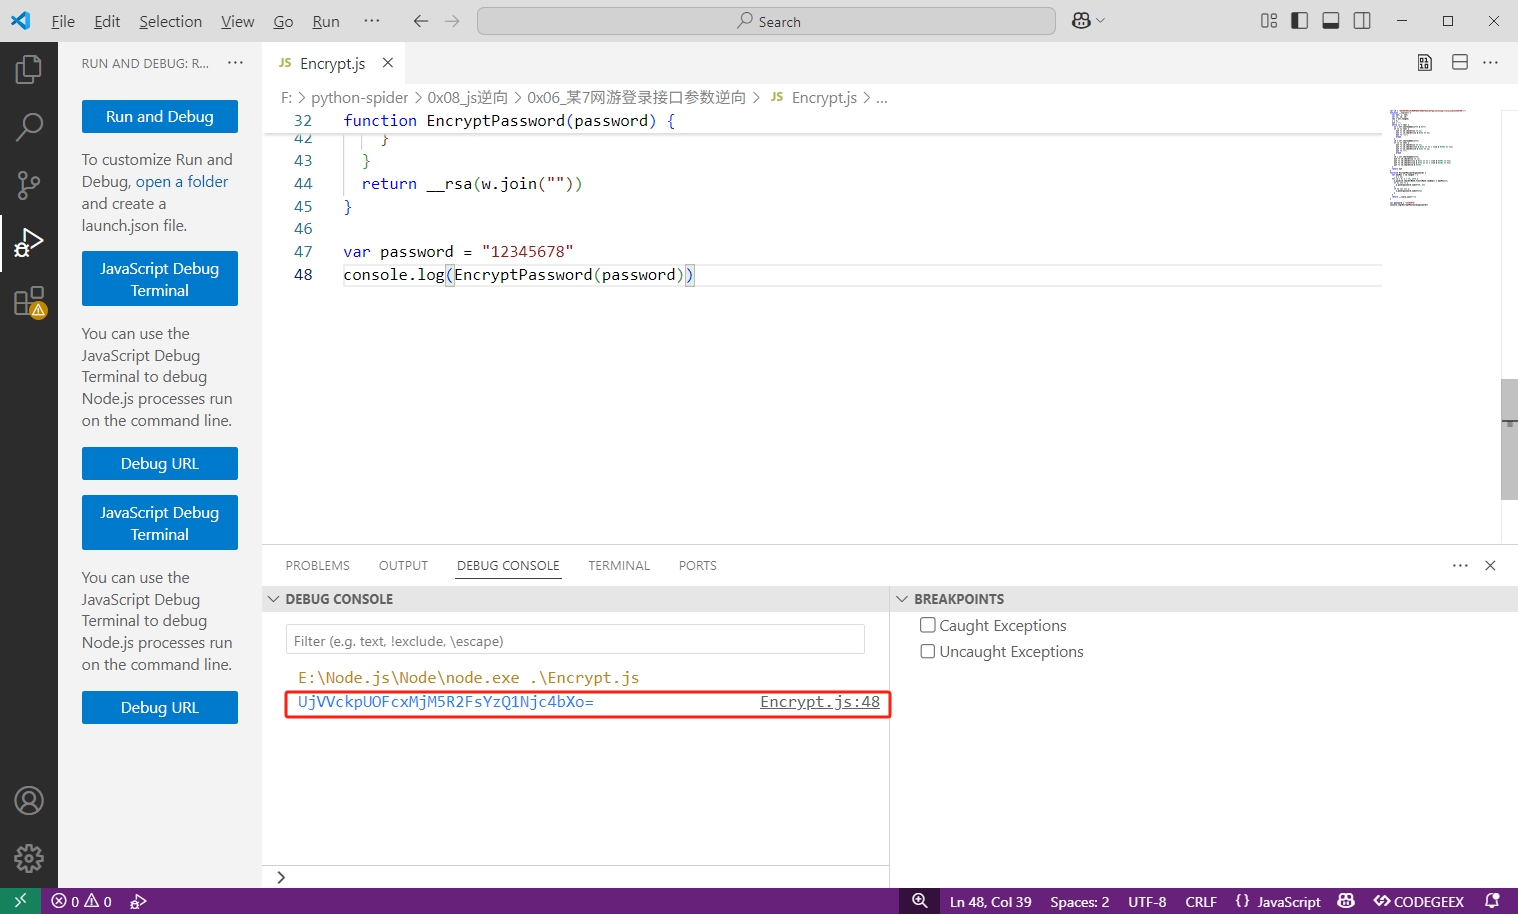 File Edit Selection View Go Run ··· Search
RUN AND DEBUG: R... ···
Run and Debug
To customize Run and
Debug, open a folder
and create a
launch.json file.
JavaScript Debug
Terminal
You can use the
JavaScript Debug
Terminal to debug
Node.js processes run
on the command line.
Debug URL
JavaScript Debug
Terminal
You can use the
JavaScript Debug
Terminal to debug
Node.js processes run
on the command line.
Debug URL
JS Encrypt.js
F: > python-spider > 0x08_js逆向 > 0x06_某7网游登录接口参数逆向 > JS Encrypt.js > ...
32 function EncryptPassword(password) {
42 }
43 }
44 return __rsa(w.join(""))
45 }
46
47 var password = "12345678"
48 console.log(EncryptPassword(password))
PROBLEMS OUTPUT DEBUG CONSOLE TERMINAL PORTS
DEBUG CONSOLE
Filter (e.g. text, !exclude, \escape)
E:\Node.js\Node\node.exe .\Encrypt.js
UjVVckpUOFcxMjM5R2FsYzQ1Njc4bXo= Encrypt.js:48
>
BREAKPOINTS
Caught Exceptions
Uncaught Exceptions
0 0 Ln 48, Col 39 Spaces: 2 UTF-8 CRLF {} JavaScript CODEGEEX